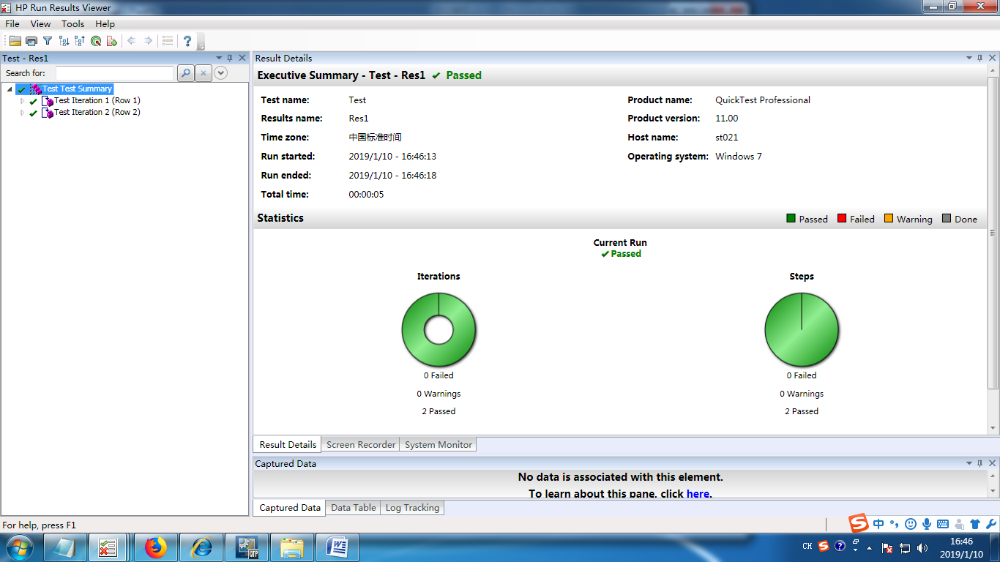 HP Run Results Viewer
File View Tools Help
Test - Res1
Search for:
Test Test Summary
Test Iteration 1 (Row 1)
Test Iteration 2 (Row 2)
Result Details
Executive Summary - Test - Res1 Passed
Test name: Test Product name: QuickTest Professional
Results name: Res1 Product version: 11.00
Time zone: 中国标准时间 Host name: st021
Run started: 2019/1/10 - 16:46:13 Operating system: Windows 7
Run ended: 2019/1/10 - 16:46:18
Total time: 00:00:05
Statistics Passed Failed Warning Done
Current Run
Passed
Iterations Steps
0 Failed 0 Failed
0 Warnings 0 Warnings
2 Passed 2 Passed
Result Details Screen Recorder System Monitor
Captured Data
No data is associated with this element.
To learn about this pane, click here.
Captured Data Data Table Log Tracking
For help, press F1
S 中
QTP W CH S 16:46
2019/1/10